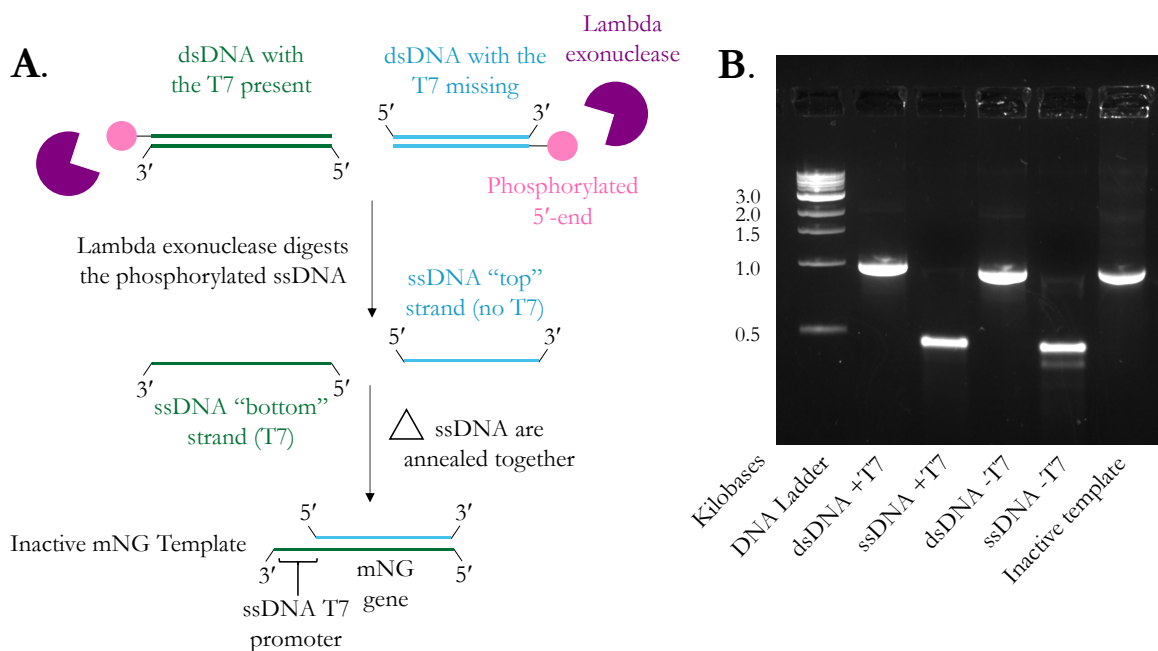 A.
dsDNA with
the T7 present
dsDNA with the
T7 missing
Lambda
exonuclease
5′
3′
3′
5′
Phosphorylated
5′-end
Lambda exonuclease digests
the phosphorylated ssDNA
ssDNA “top”
strand (no T7)
5′
3′
3′
5′
ssDNA “bottom”
strand (T7)
ssDNA are
annealed together
5′
3′
Inactive mNG Template
3′
5′
mNG
gene
ssDNA T7
promoter
B.
3.0
2.0
1.5
1.0
0.5
Kilobases
DNA Ladder
dsDNA +T7
ssDNA +T7
dsDNA -T7
ssDNA -T7
Inactive template